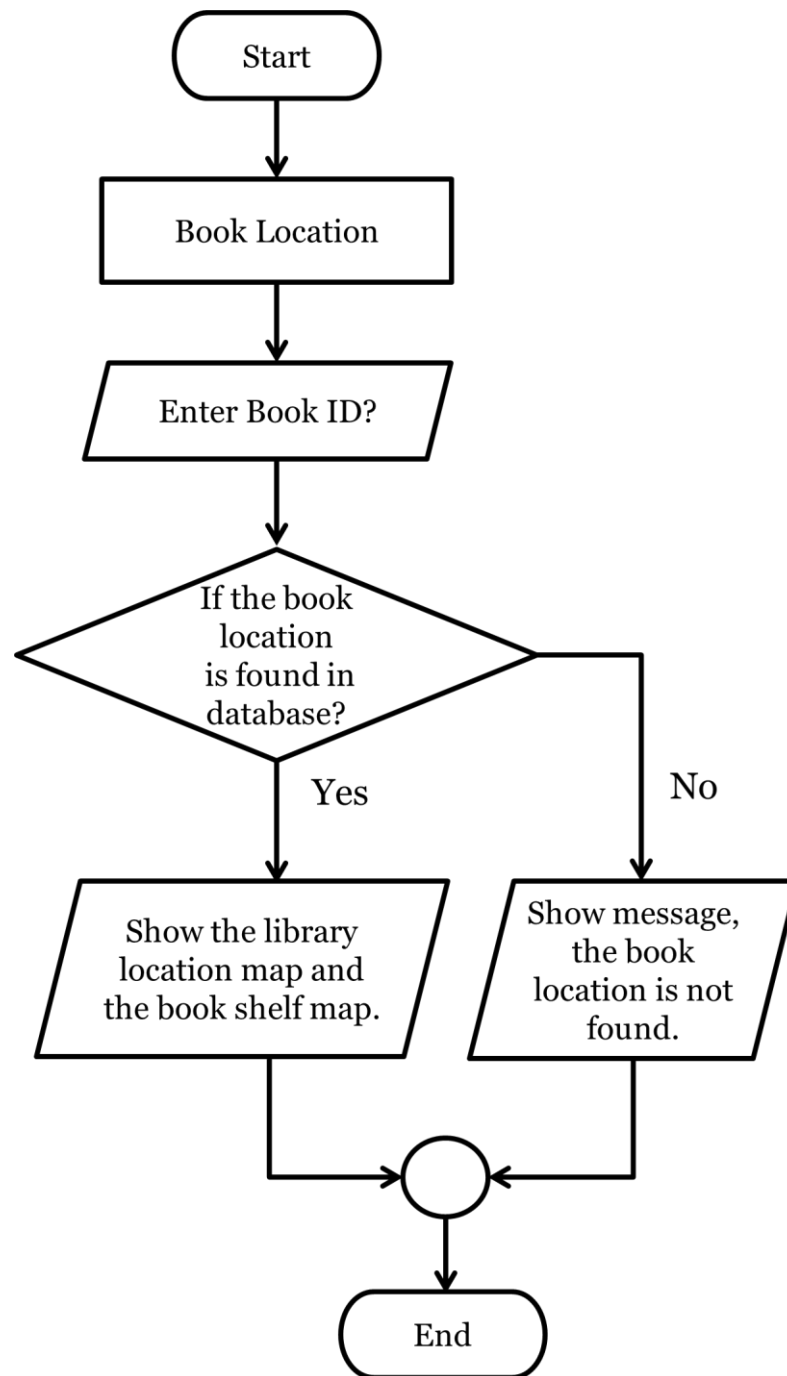 Start
Book Location
Enter Book ID?
If the book
location
is found in
database?
Yes
No
Show the library
location map and
the book shelf map.
Show message,
the book
location is not
found.
End